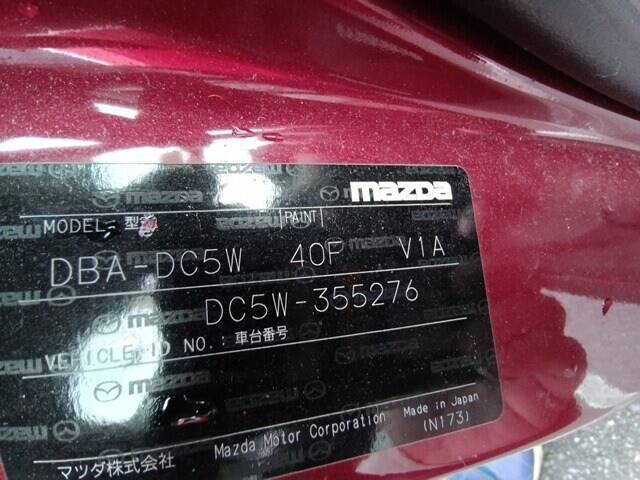 mazda
MODEL : 型式 PAINT
DBA-DC5W 40F V1A
DC5W-355276
VEHICLE ID NO. : 車台番号
Mazda Motor Corporation Made in Japan
マツダ株式会社 (N173)